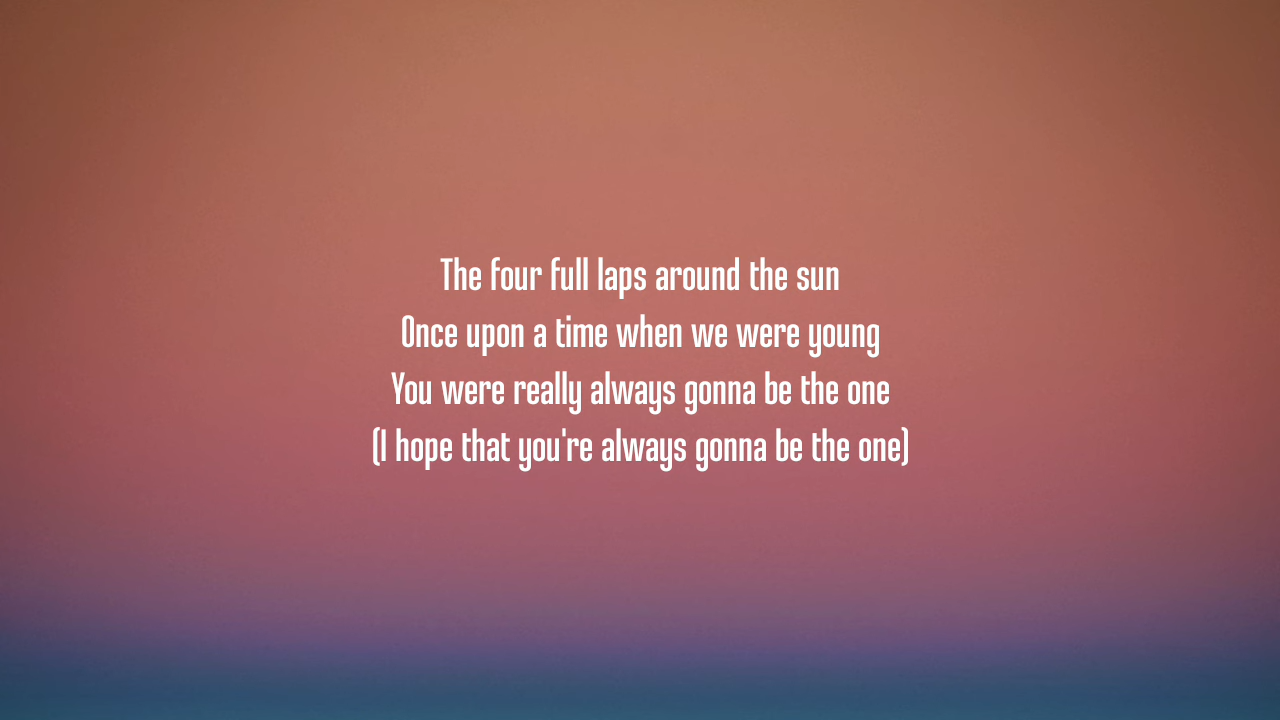 The four full laps around the sun
Once upon a time when we were young
You were really always gonna be the one
(I hope that you're always gonna be the one)